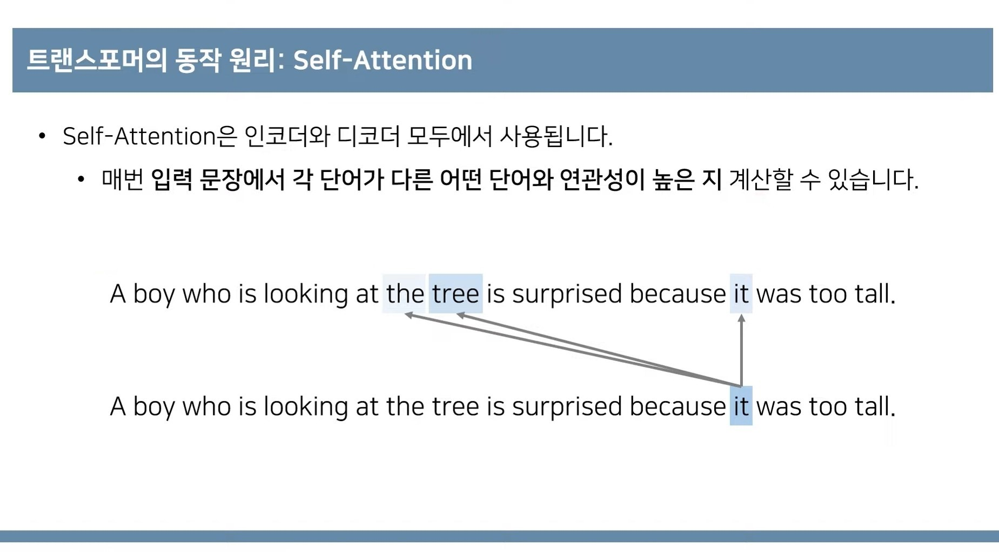 트랜스포머의 동작 원리: Self-Attention
• Self-Attention은 인코더와 디코더 모두에서 사용됩니다.
• 매번 입력 문장에서 각 단어가 다른 어떤 단어와 연관성이 높은 지 계산할 수 있습니다.
A boy who is looking at the tree is surprised because it was too tall.
A boy who is looking at the tree is surprised because it was too tall.